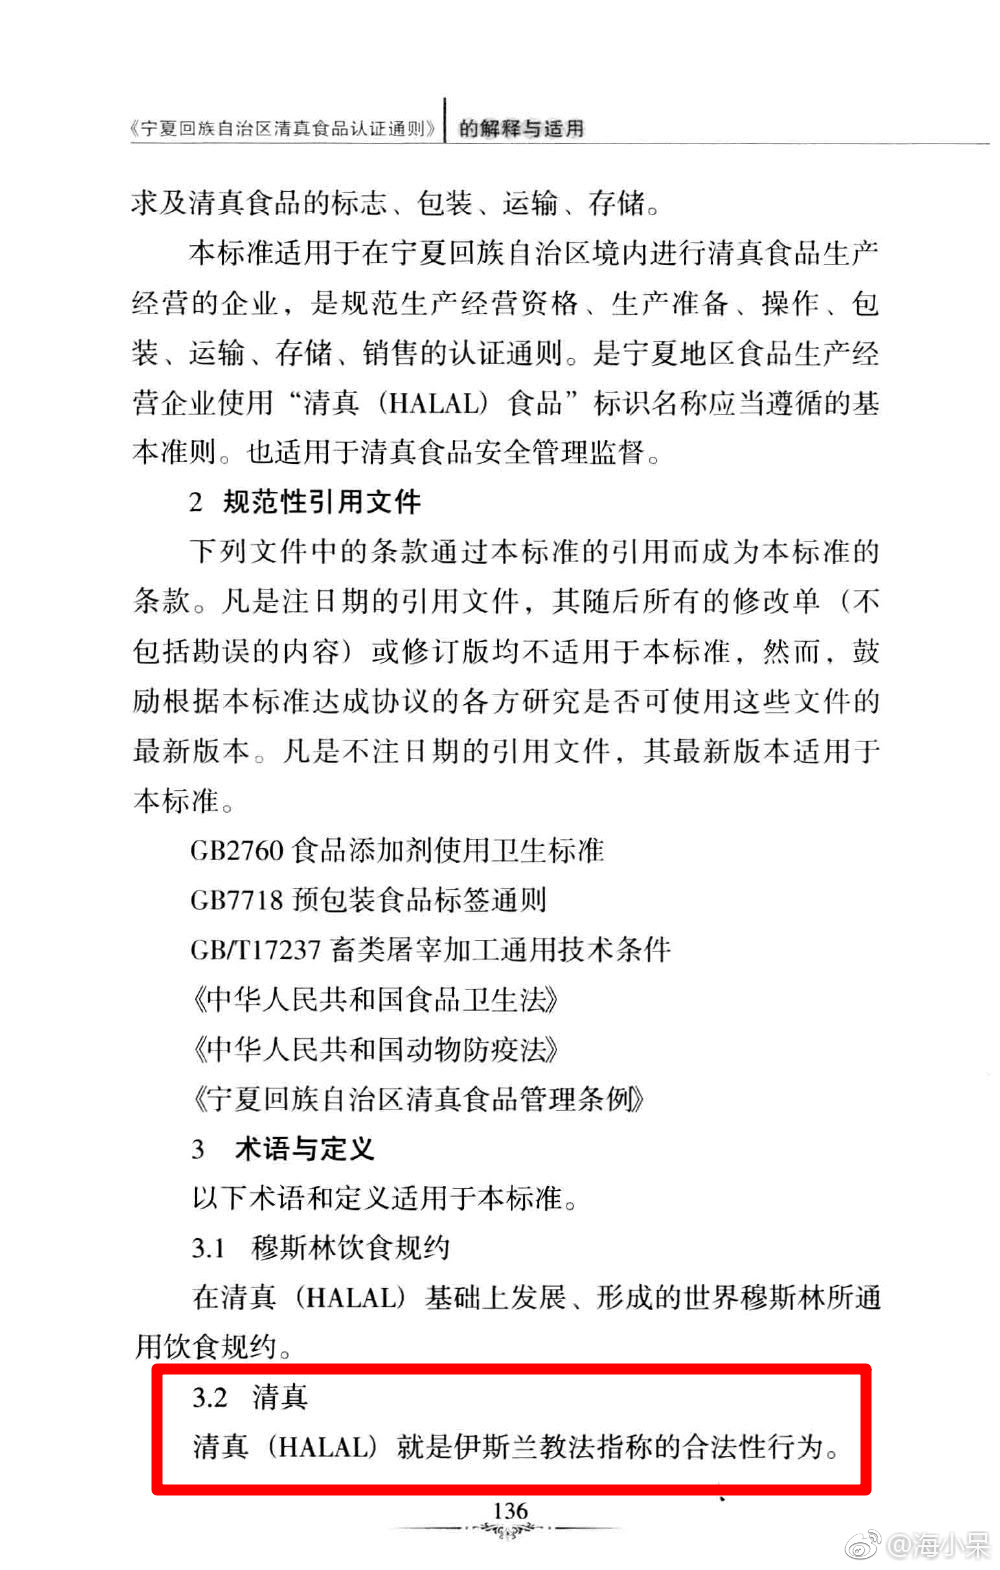 《宁夏回族自治区清真食品认证通则》 的解释与适用
求及清真食品的标志、包装、运输、存储。
本标准适用于在宁夏回族自治区境内进行清真食品生产
经营的企业，是规范生产经营资格、生产准备、操作、包
装、运输、存储、销售的认证通则。是宁夏地区食品生产经
营企业使用“清真（HALAL）食品”标识名称应当遵循的基
本准则。也适用于清真食品安全管理监督。
2 规范性引用文件
下列文件中的条款通过本标准的引用而成为本标准的
条款。凡是注日期的引用文件，其随后所有的修改单（不
包括勘误的内容）或修订版均不适用于本标准，然而，鼓
励根据本标准达成协议的各方研究是否可使用这些文件的
最新版本。凡是不注日期的引用文件，其最新版本适用于
本标准。
GB2760 食品添加剂使用卫生标准
GB7718 预包装食品标签通则
GB/T17237 畜类屠宰加工通用技术条件
《中华人民共和国食品卫生法》
《中华人民共和国动物防疫法》
《宁夏回族自治区清真食品管理条例》
3 术语与定义
以下术语和定义适用于本标准。
3.1 穆斯林饮食规约
在清真（HALAL）基础上发展、形成的世界穆斯林所通
用饮食规约。
3.2 清真
清真（HALAL）就是伊斯兰教法指称的合法性行为。
136
@海小呆